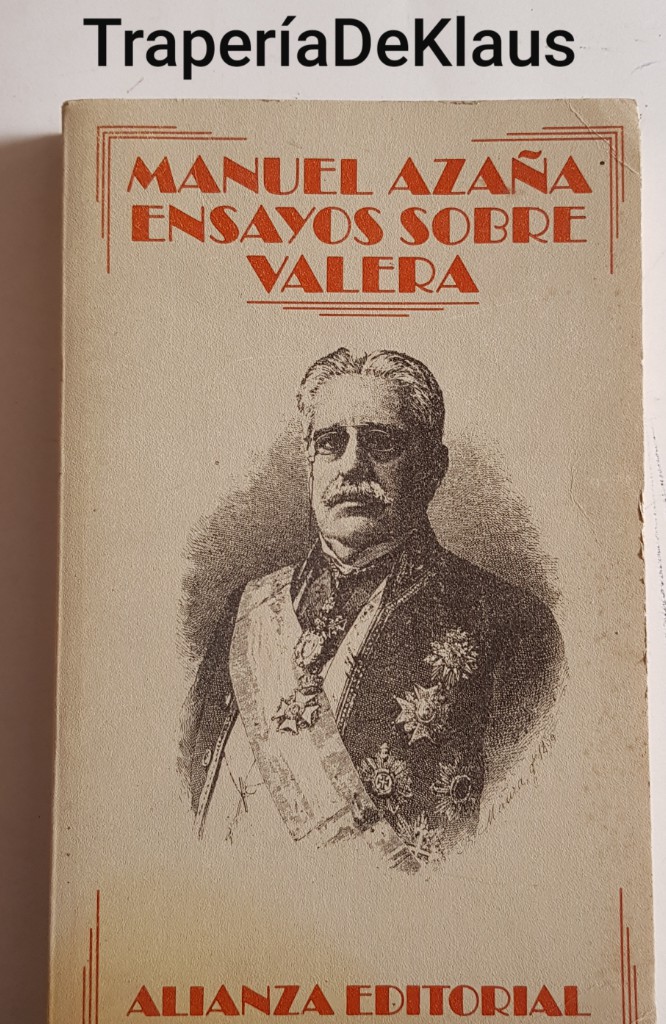 TraperíaDeKlaus
MANUEL AZAÑA
ENSAYOS SOBRE
VALERA
ALIANZA EDITORIAL